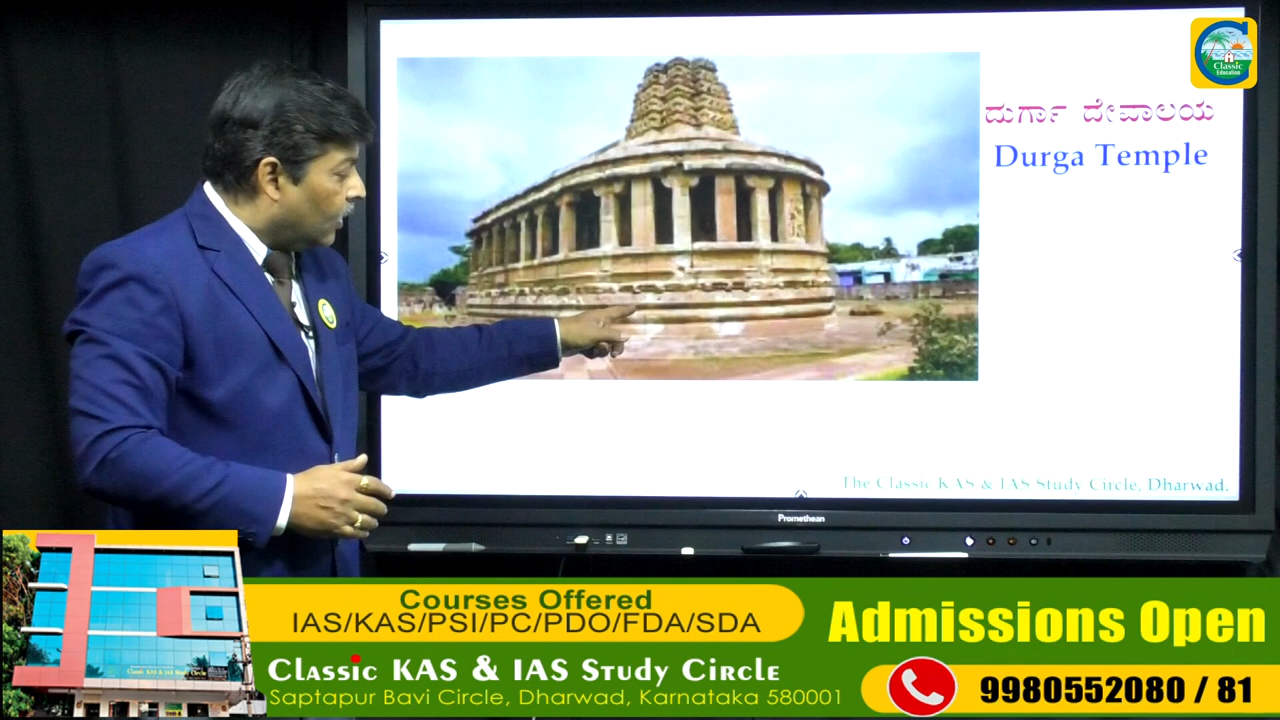 Classic
Education
ದುರ್ಗಾ ದೇವಾಲಯ
Durga Temple
The Classic KAS & IAS Study Circle, Dharwad.
Promethean
Courses Offered
IAS/KAS/PSI/PC/PDO/FDA/SDA
Admissions Open
Classic KAS & IAS Study Circle
Saptapur Bavi Circle, Dharwad, Karnataka 580001
9980552080 / 81